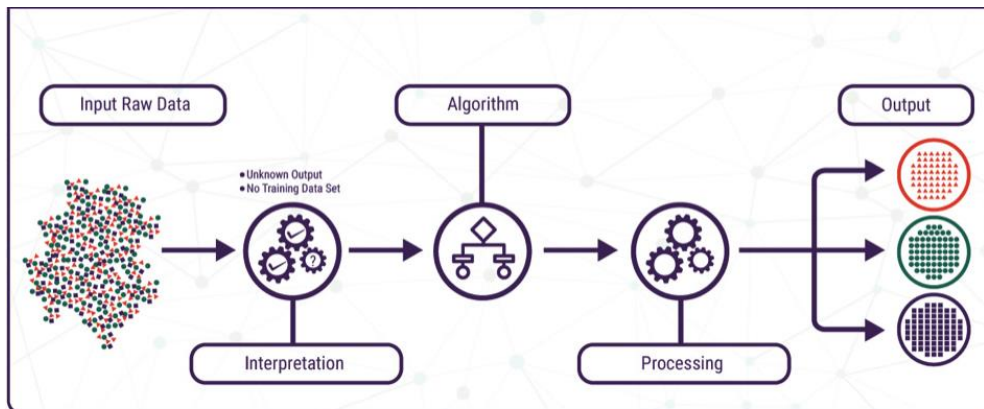 Input Raw Data
Algorithm
Output
• Unknown Output
• No Training Data Set
?
Interpretation
Processing